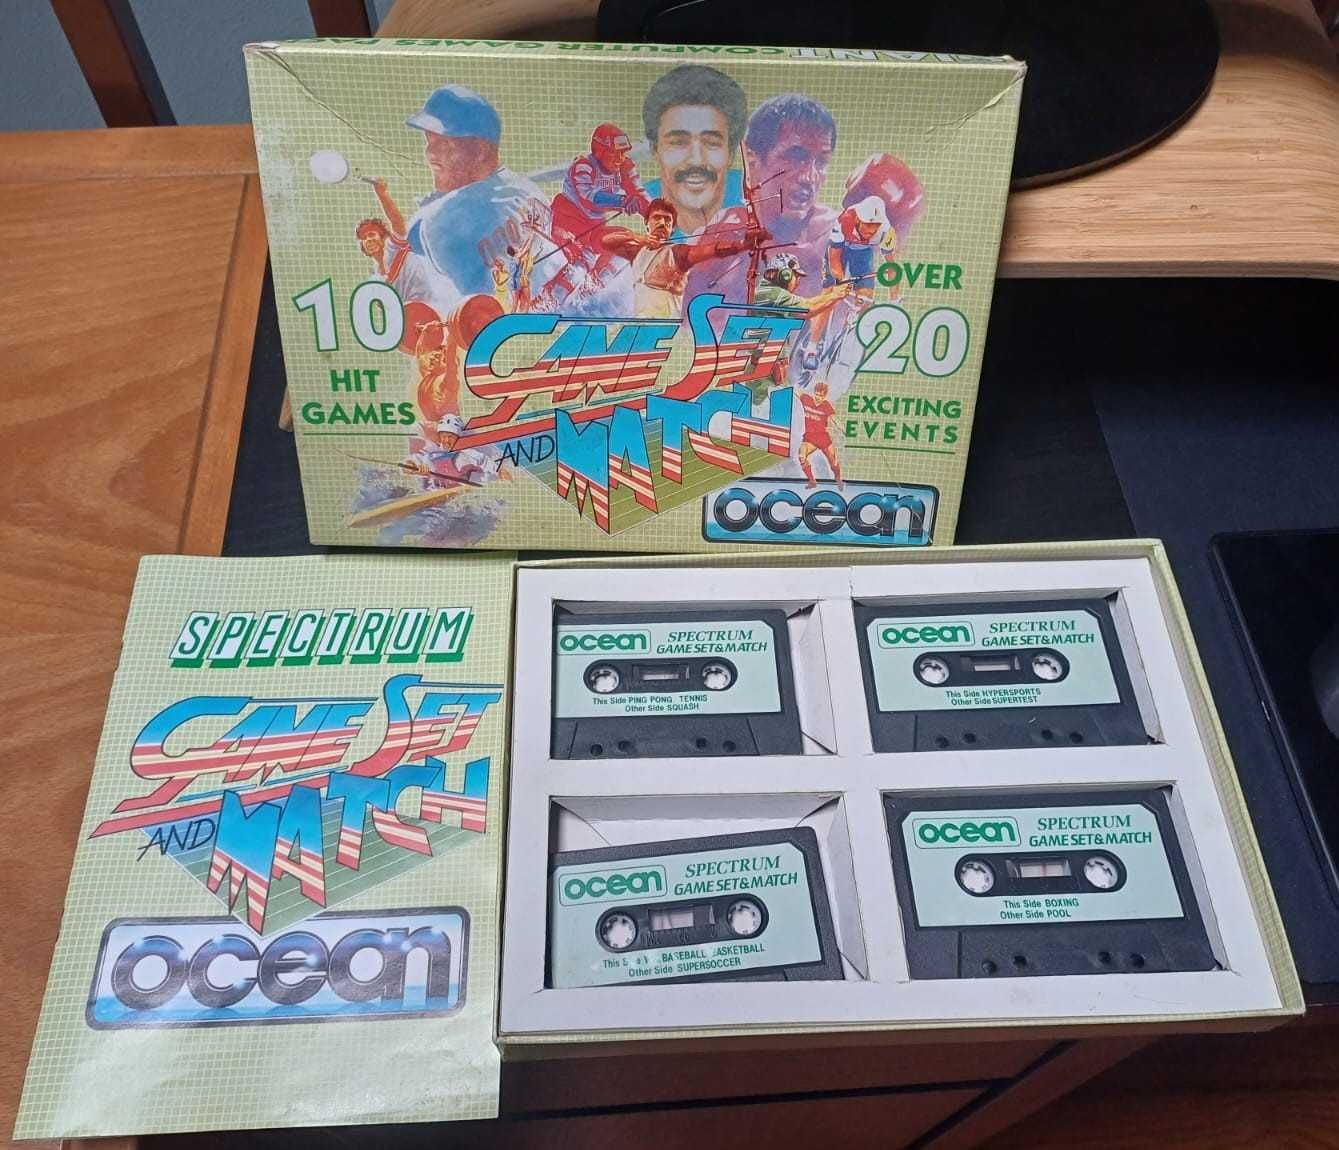 GIANT COMPUTER GAMES PACK
10
HIT
GAMES
GAME SET
AND MATCH
OVER
20
EXCITING
EVENTS
ocean
SPECTRUM
GAME SET
AND MATCH
ocean
ocean SPECTRUM
GAME SET & MATCH
This Side PING PONG TENNIS
Other Side SQUASH
ocean SPECTRUM
GAME SET & MATCH
This Side HYPERSPORTS
Other Side SUPERTEST
ocean SPECTRUM
GAME SET & MATCH
This Side BASEBALL BASKETBALL
Other Side SUPERSOCCER
ocean SPECTRUM
GAME SET & MATCH
This Side BOXING
Other Side POOL